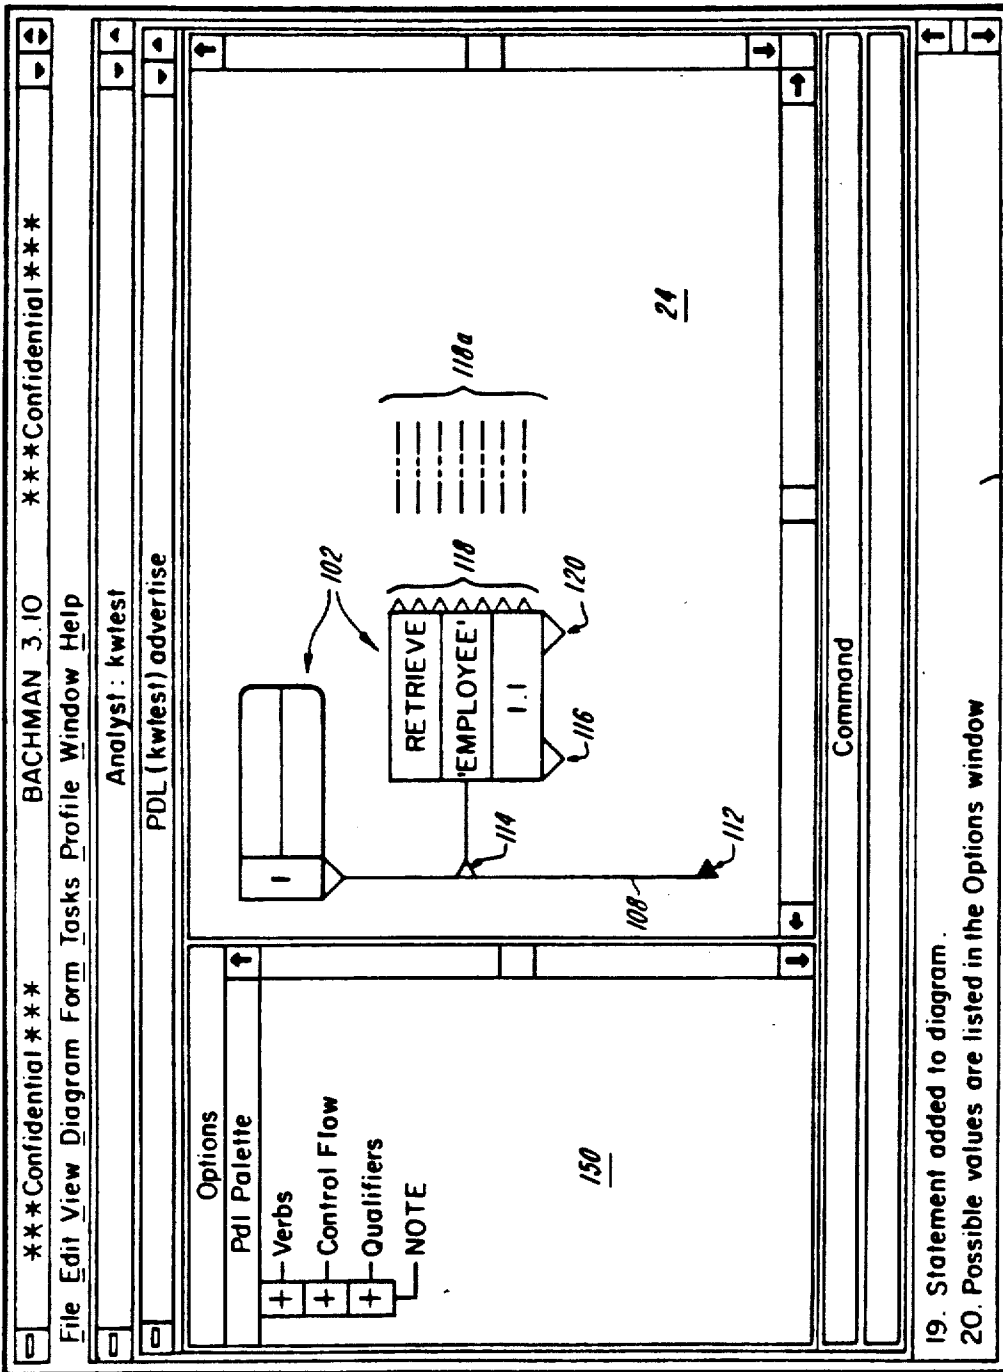 ***Confidential*** BACHMAN 3.10 ***Confidential***
File Edit View Diagram Form Tasks Profile Window Help
Analyst : kwtest
PDL (kwtest) advertise
Options
Pdl Palette
+ Verbs
+ Control Flow
+ Qualifiers
NOTE
150
1
102
RETRIEVE
'EMPLOYEE'
1.1
118
118a
114
116
120
108
112
24
Command
19. Statement added to diagram.
20. Possible values are listed in the Options window